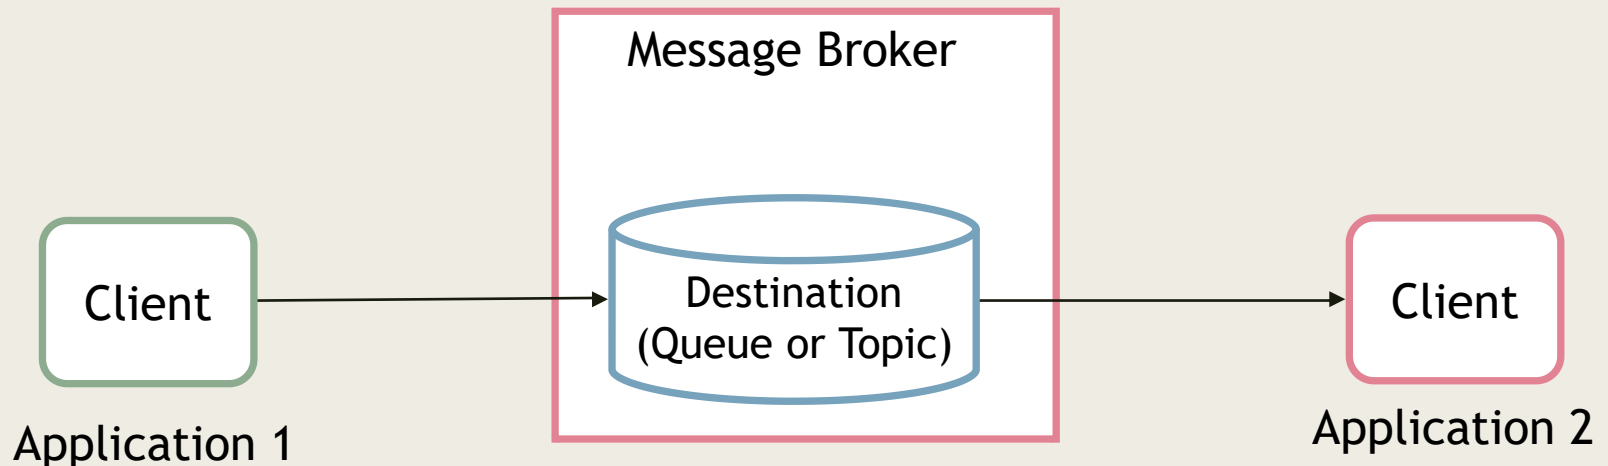 Message Broker
Client
Destination
(Queue or Topic)
Client
Application 1
Application 2